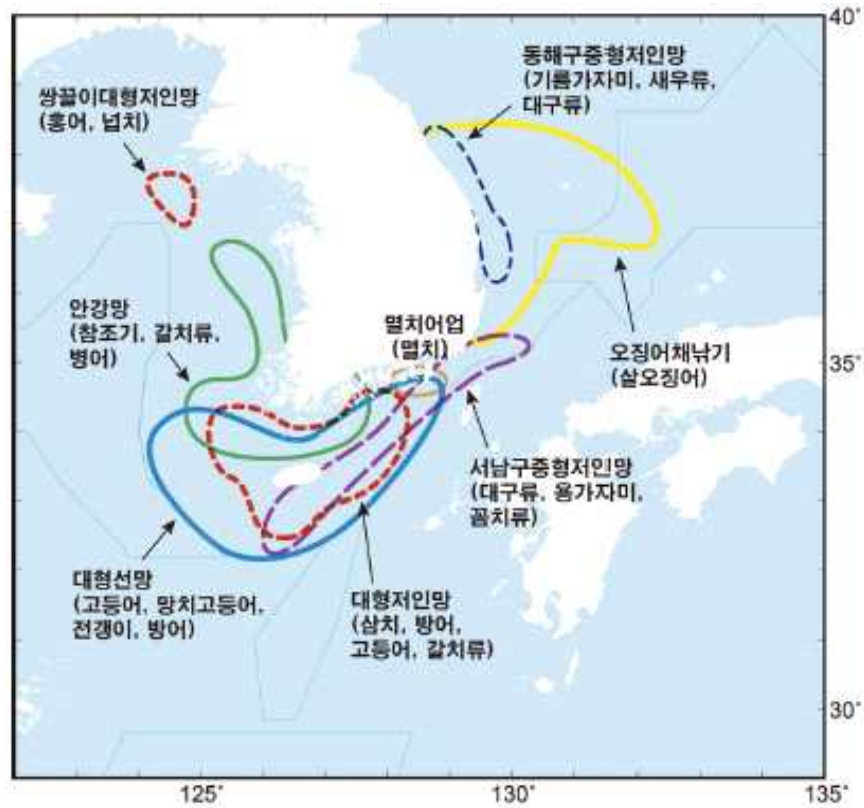 40°
동해구중형저인망
(기름가자미, 새우류,
대구류)
쌍끌이대형저인망
(홍어, 넙치)
안강망
(참조기, 갈치류,
병어)
멸치어업
(멸치)
35°
오징어채낚기
(살오징어)
서남구중형저인망
(대구류, 용가자미,
꼼치류)
대형선망
(고등어, 망치고등어,
전갱이, 방어)
대형저인망
(삼치, 방어,
고등어, 갈치류)
30°
125°
130°
135°